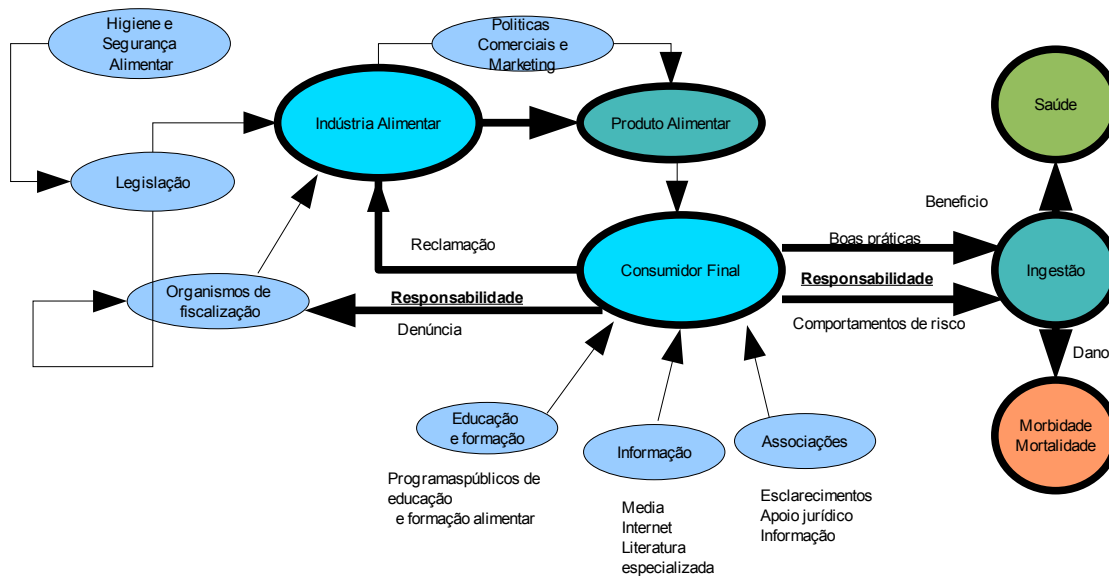 Higiene e
Segurança
Alimentar
Politicas
Comerciais e
Marketing
Indústria Alimentar
Produto Alimentar
Saúde
Legislação
Beneficio
Reclamação
Boas práticas
Consumidor Final
Ingestão
Organismos de
fiscalização
Responsabilidade
Denúncia
Responsabilidade
Comportamentos de risco
Dano
Educação
e formação
Informação
Associações
Morbidade
Mortalidade
Programaspúblicos de
educação
e formação alimentar
Media
Internet
Literatura
especializada
Esclarecimentos
Apoio jurídico
Informação